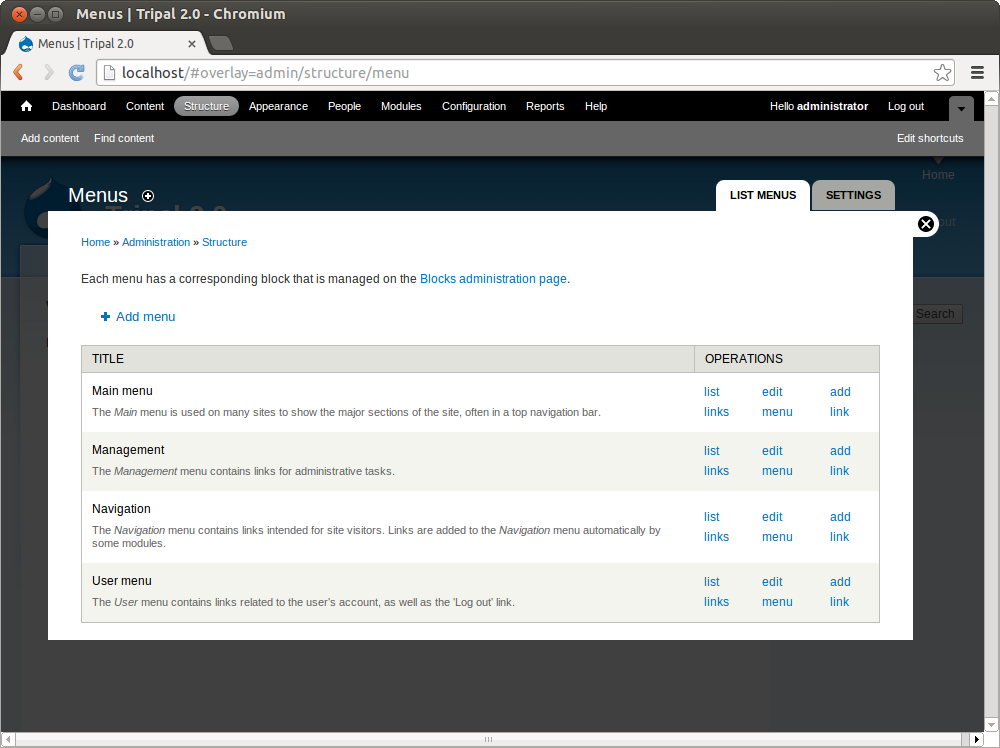 Menus | Tripal 2.0 - Chromium
Menus | Tripal 2.0
localhost/#overlay=admin/structure/menu
Dashboard Content Structure Appearance People Modules Configuration Reports Help Hello administrator Log out
Add content Find content Edit shortcuts
Home
Menus LIST MENUS SETTINGS
Tripal 2.0
Home » Administration » Structure
Each menu has a corresponding block that is managed on the Blocks administration page.
Search
Add menu
TITLE OPERATIONS
Main menu list edit add
The Main menu is used on many sites to show the major sections of the site, often in a top navigation bar. links menu link
Management list edit add
The Management menu contains links for administrative tasks. links menu link
Navigation list edit add
The Navigation menu contains links intended for site visitors. Links are added to the Navigation menu automatically by links menu link
some modules.
User menu list edit add
The User menu contains links related to the user's account, as well as the 'Log out' link. links menu link